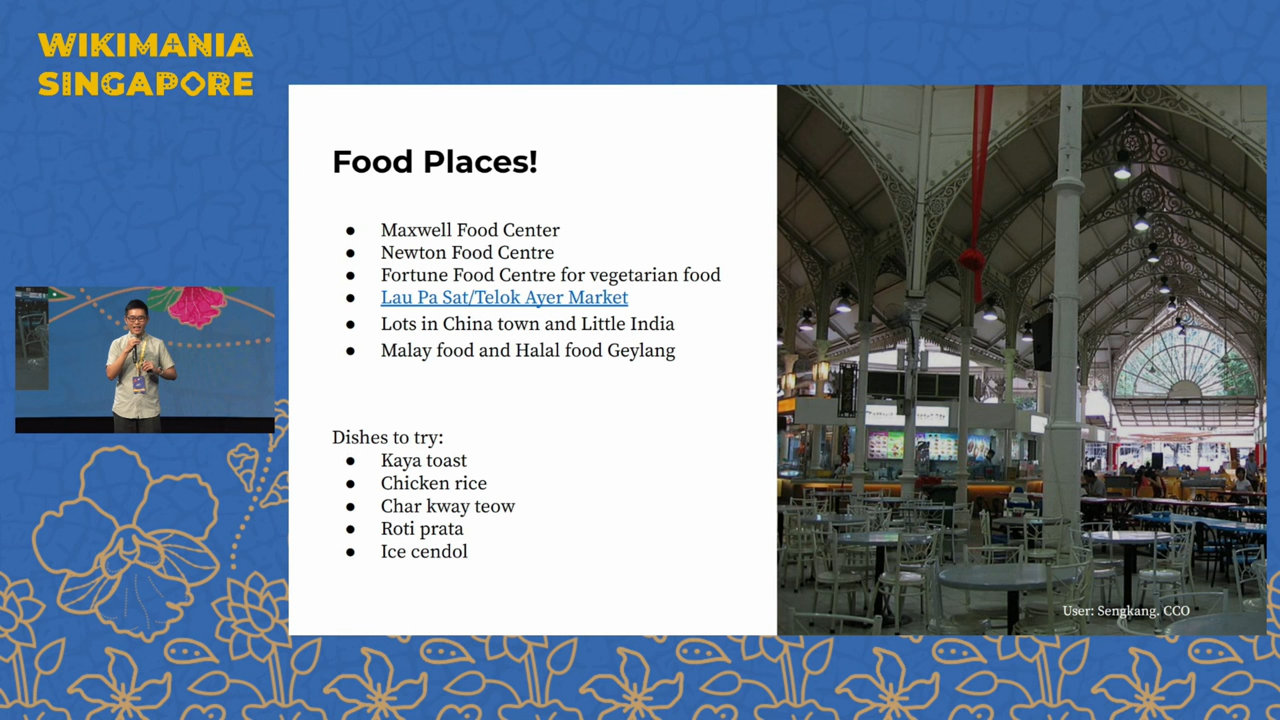 WIKIMANIA
SINGAPORE
Food Places!
● Maxwell Food Center
● Newton Food Centre
● Fortune Food Centre for vegetarian food
● Lau Pa Sat/Telok Ayer Market
● Lots in China town and Little India
● Malay food and Halal food Geylang
Dishes to try:
● Kaya toast
● Chicken rice
● Char kway teow
● Roti prata
● Ice cendol
User: Sengkang. CC0